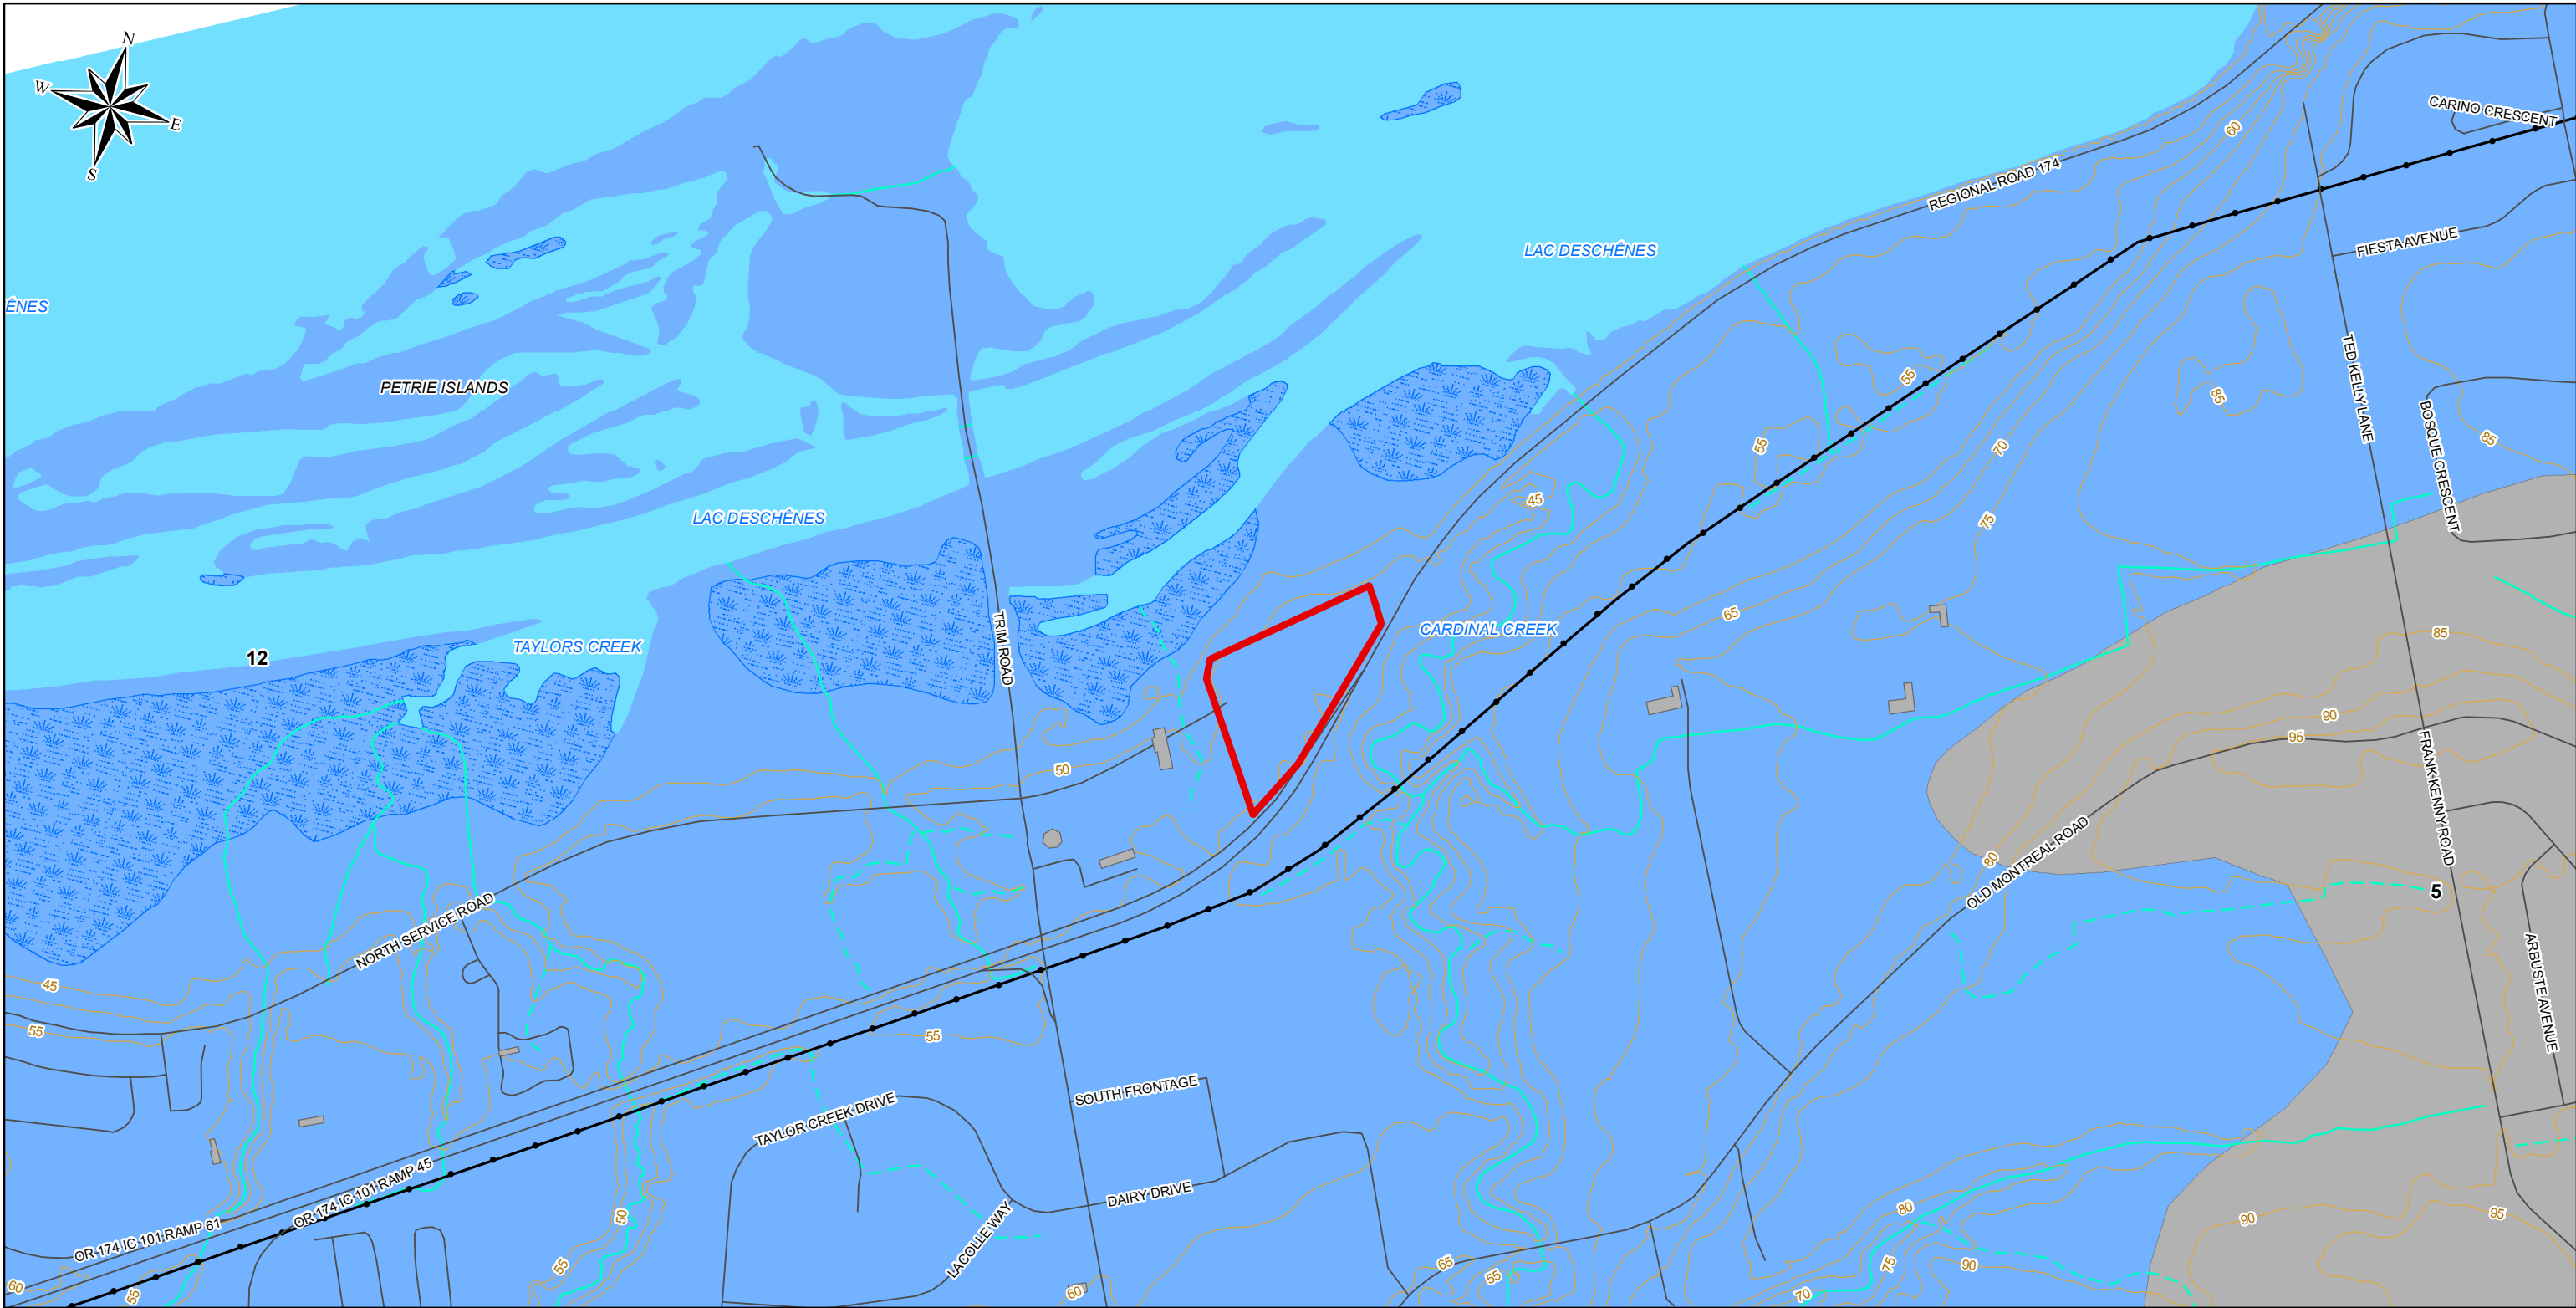 N
W
E
S
CARINO CRESCENT
60
REGIONAL ROAD 174
LAC DESCHÊNES
FIESTA AVENUE
ÊNES
TED KELLY LANE
PETRIE ISLANDS
55
85
BOSQUE CRESCENT
85
55
70
45
LAC DESCHÊNES
75
TRIM ROAD
65
CARDINAL CREEK
85
TAYLORS CREEK
12
90
95
FRANK KENNY ROAD
50
OLD MONTREAL ROAD
80
5
NORTH SERVICE ROAD
ARBUSTE AVENUE
45
55
55
SOUTH FRONTAGE
TAYLOR CREEK DRIVE
OR 174 IC 101 RAMP 45
DAIRY DRIVE
LACOLLE WAY
80
90
95
50
OR 174 IC 101 RAMP 61
65
55
75
90
55
60
55
60
70